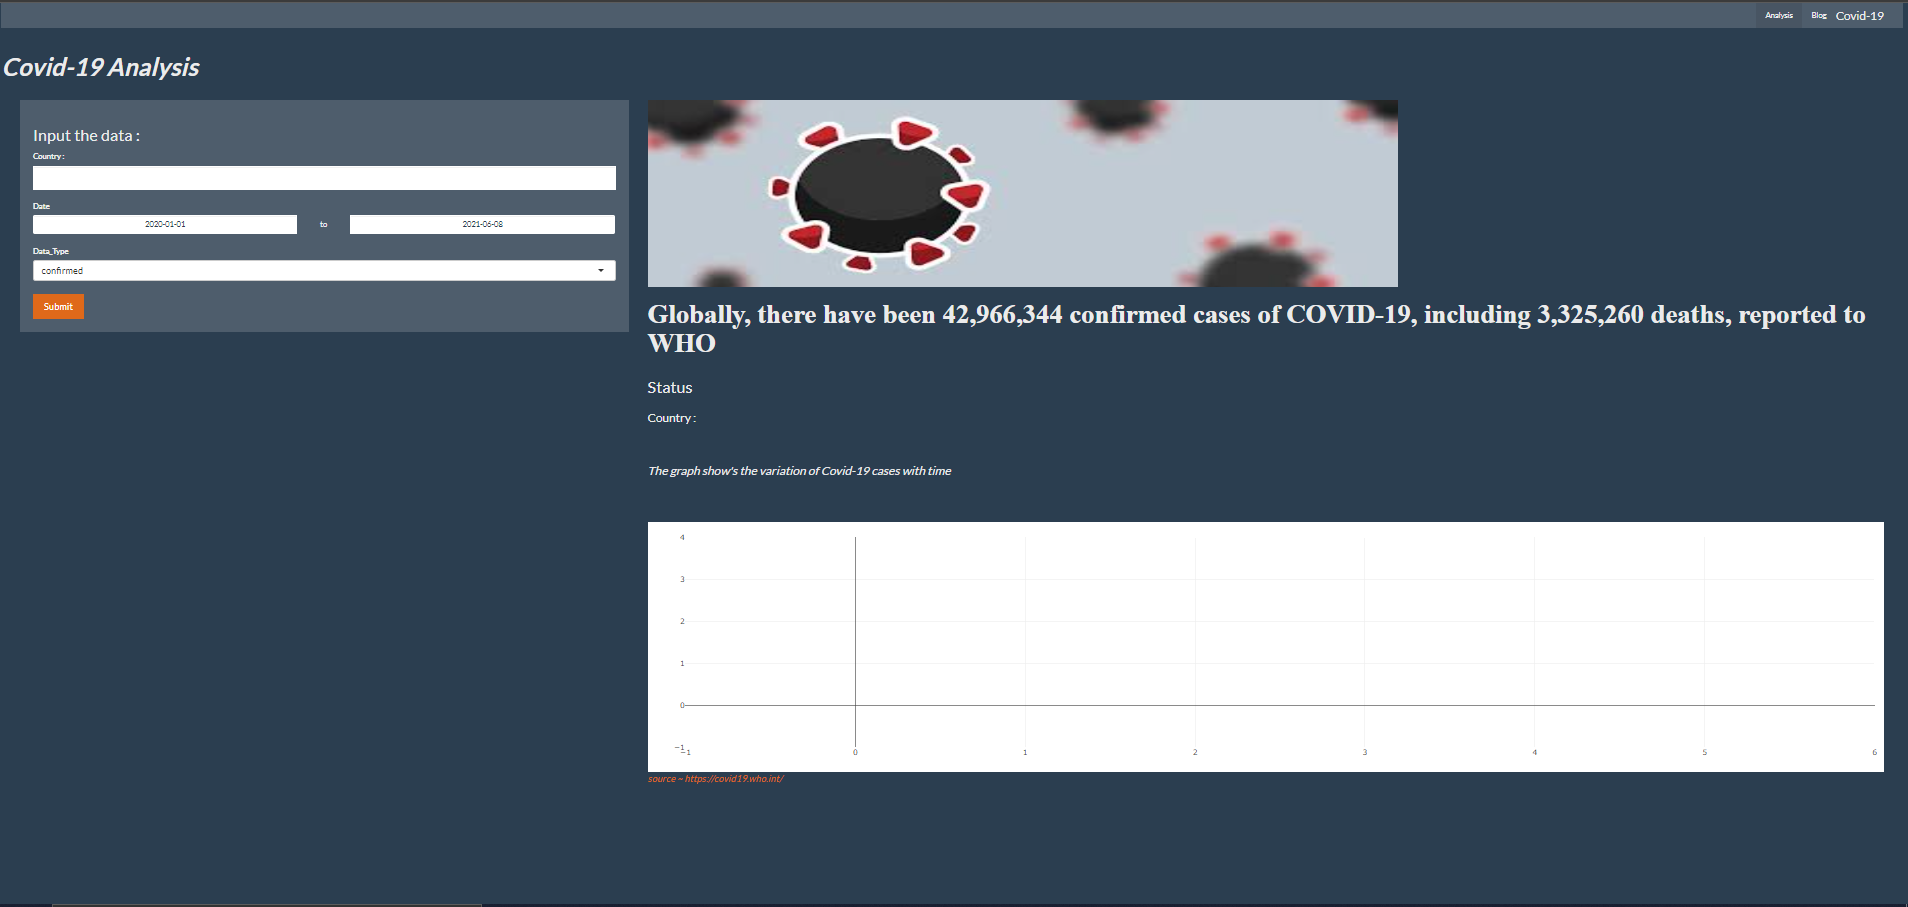 Analysis Blog Covid-19
Covid-19 Analysis
Input the data :
Country :
Date
2020-01-01 to 2021-06-08
Data_Type
confirmed
Submit
Globally, there have been 42,966,344 confirmed cases of COVID-19, including 3,325,260 deaths, reported to
WHO
Status
Country :
The graph show's the variation of Covid-19 cases with time
4
3
2
1
0
−1
−1 0 1 2 3 4 5 6
source ~ https://covid19.who.int/